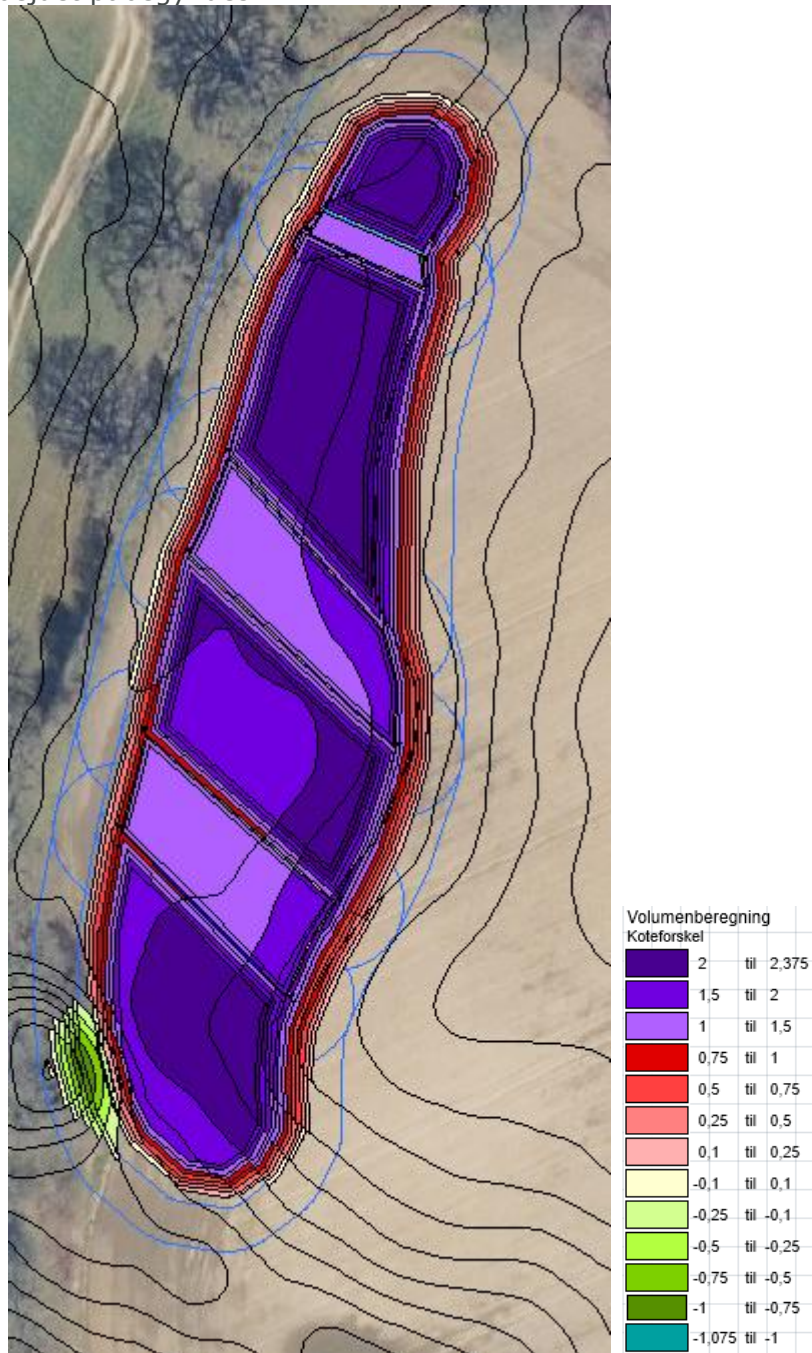 Volumenberegning
Koteforskel
2 til 2,375
1,5 til 2
1 til 1,5
0,75 til 1
0,5 til 0,75
0,25 til 0,5
0,1 til 0,25
-0,1 til 0,1
-0,25 til -0,1
-0,5 til -0,25
-0,75 til -0,5
-1 til -0,75
-1,075 til -1